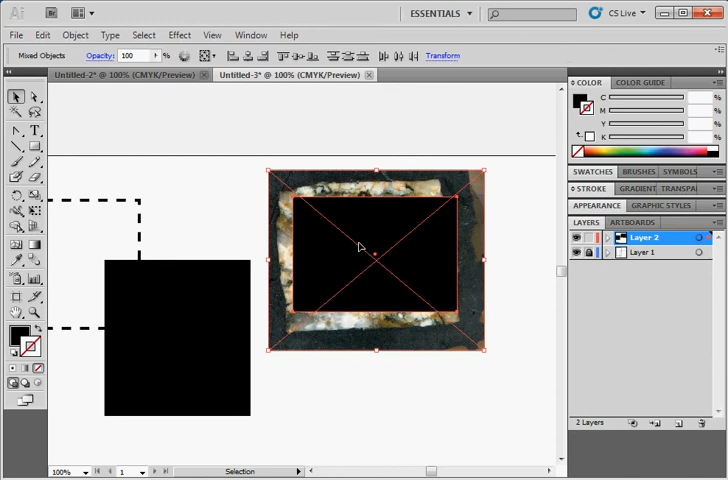 Ai Br ESSENTIALS CS Live
File Edit Object Type Select Effect View Window Help
Mixed Objects Opacity: 100 % Transform
Untitled-2* @ 100% (CMYK/Preview) Untitled-3* @ 100% (CMYK/Preview)
COLOR COLOR GUIDE
C %
M %
Y %
K %
SWATCHES BRUSHES SYMBOLS
STROKE GRADIENT TRANSPA
APPEARANCE GRAPHIC STYLES
LAYERS ARTBOARDS
Layer 2
Layer 1
2 Layers
100% 1 Selection